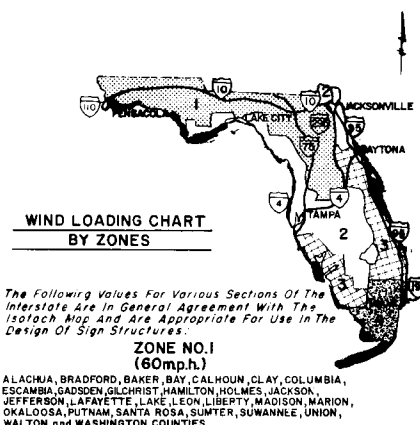 110
10
1
10
2
JACKSONVILLE
PENSACOLA
LAKE CITY
295
95
75
DAYTONA
4
4
TAMPA
WIND LOADING CHART
BY ZONES
2
95
3
3
The Following Values For Various Sections Of The
Interstate Are In General Agreement With The
Isotach Map And Are Appropriate For Use In The
Design Of Sign Structures:
ZONE NO.1
(60mp.h.)
ALACHUA, BRADFORD, BAKER, BAY, CALHOUN, CLAY, COLUMBIA,
ESCAMBIA, GADSDEN, GILCHRIST, HAMILTON, HOLMES, JACKSON,
JEFFERSON, LAFAYETTE, LAKE, LEON, LIBERTY, MADISON, MARION,
OKALOOSA, PUTNAM, SANTA ROSA, SUMTER, SUWANNEE, UNION,
WALTON and WASHINGTON COUNTIES